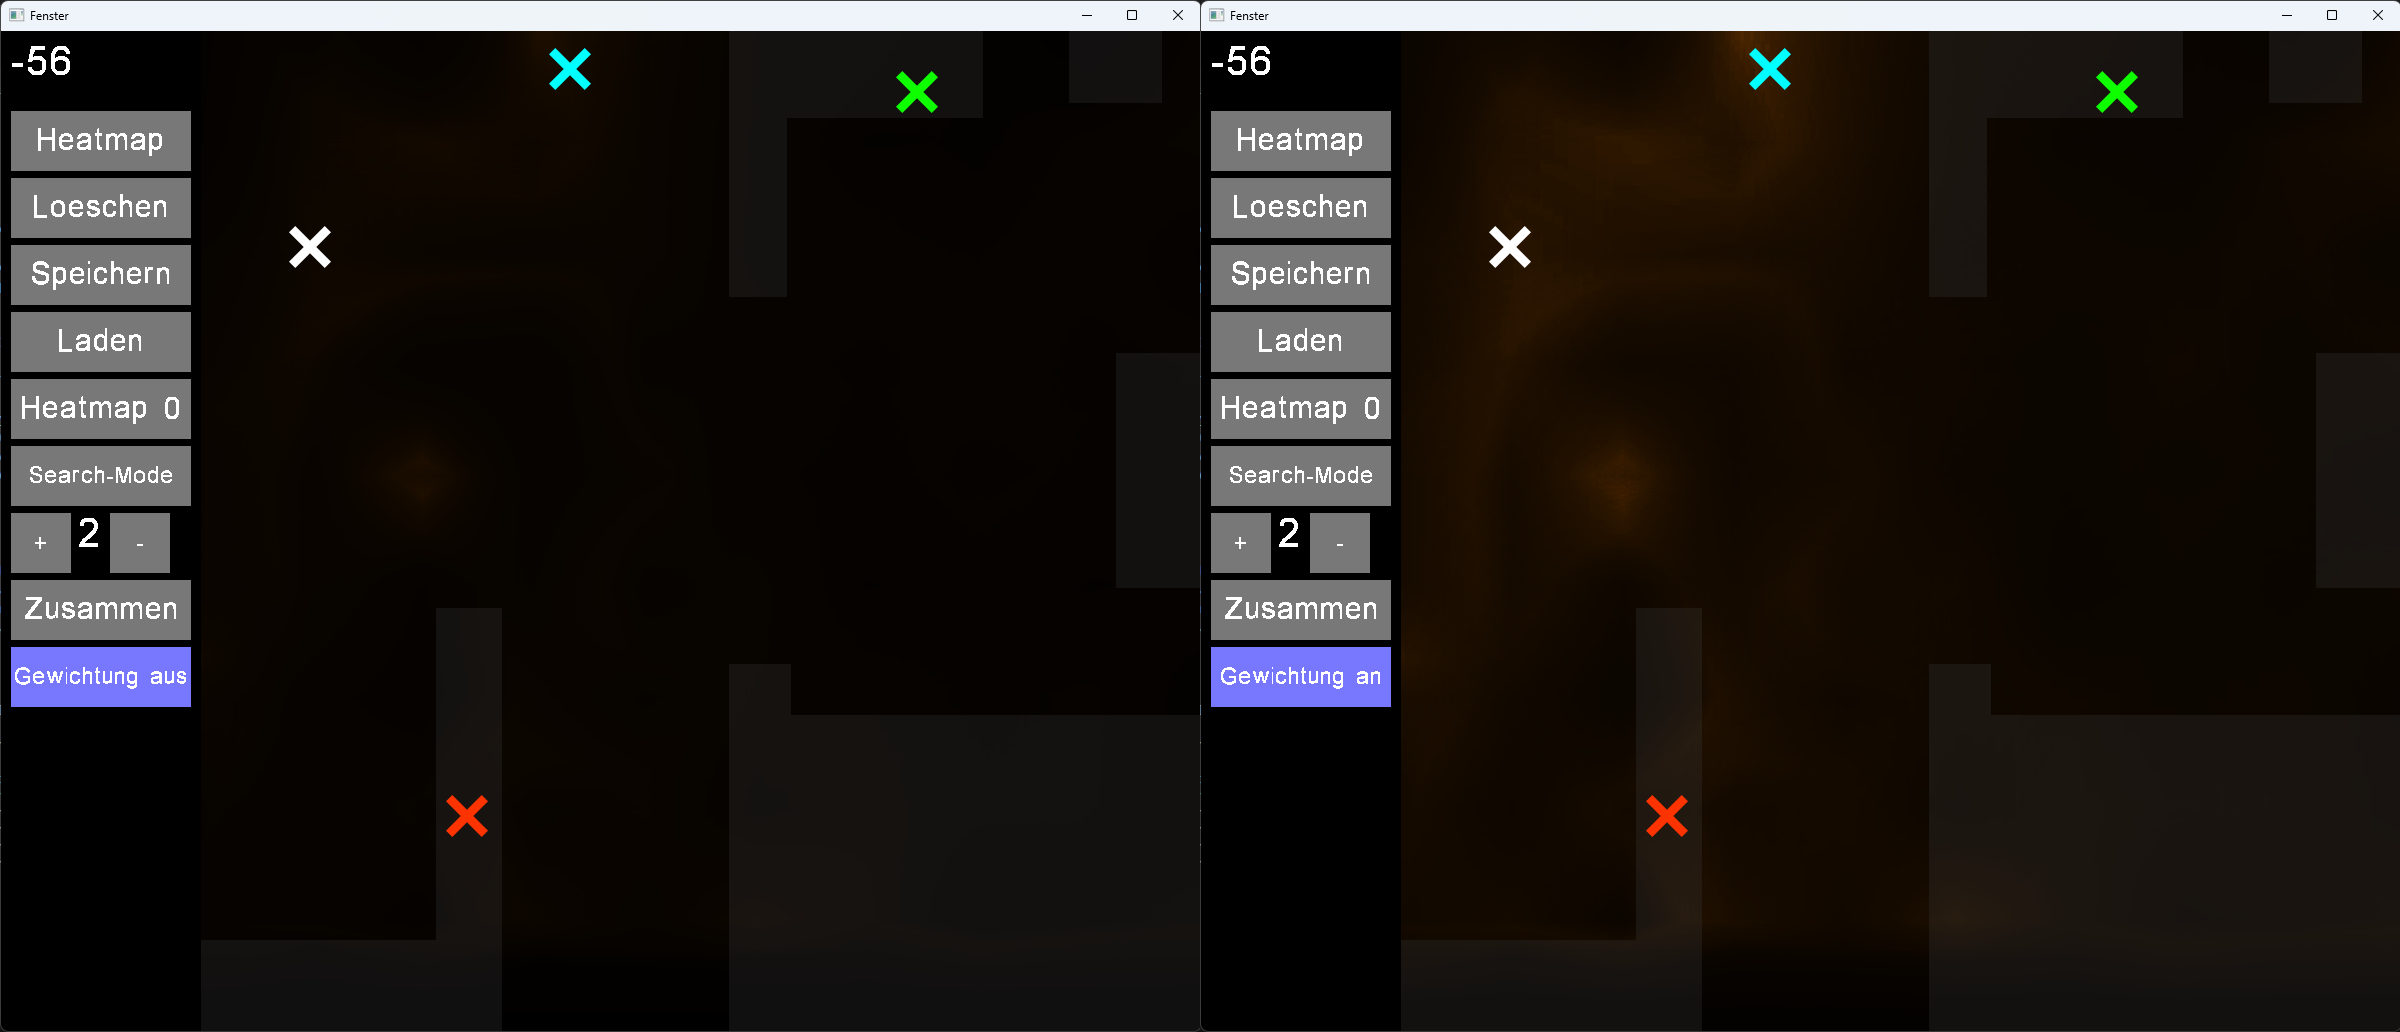 Fenster
-56
Heatmap
Loeschen
Speichern
Laden
Heatmap 0
Search-Mode
+ 2 -
Zusammen
Gewichtung aus
Fenster
-56
Heatmap
Loeschen
Speichern
Laden
Heatmap 0
Search-Mode
+ 2 -
Zusammen
Gewichtung an